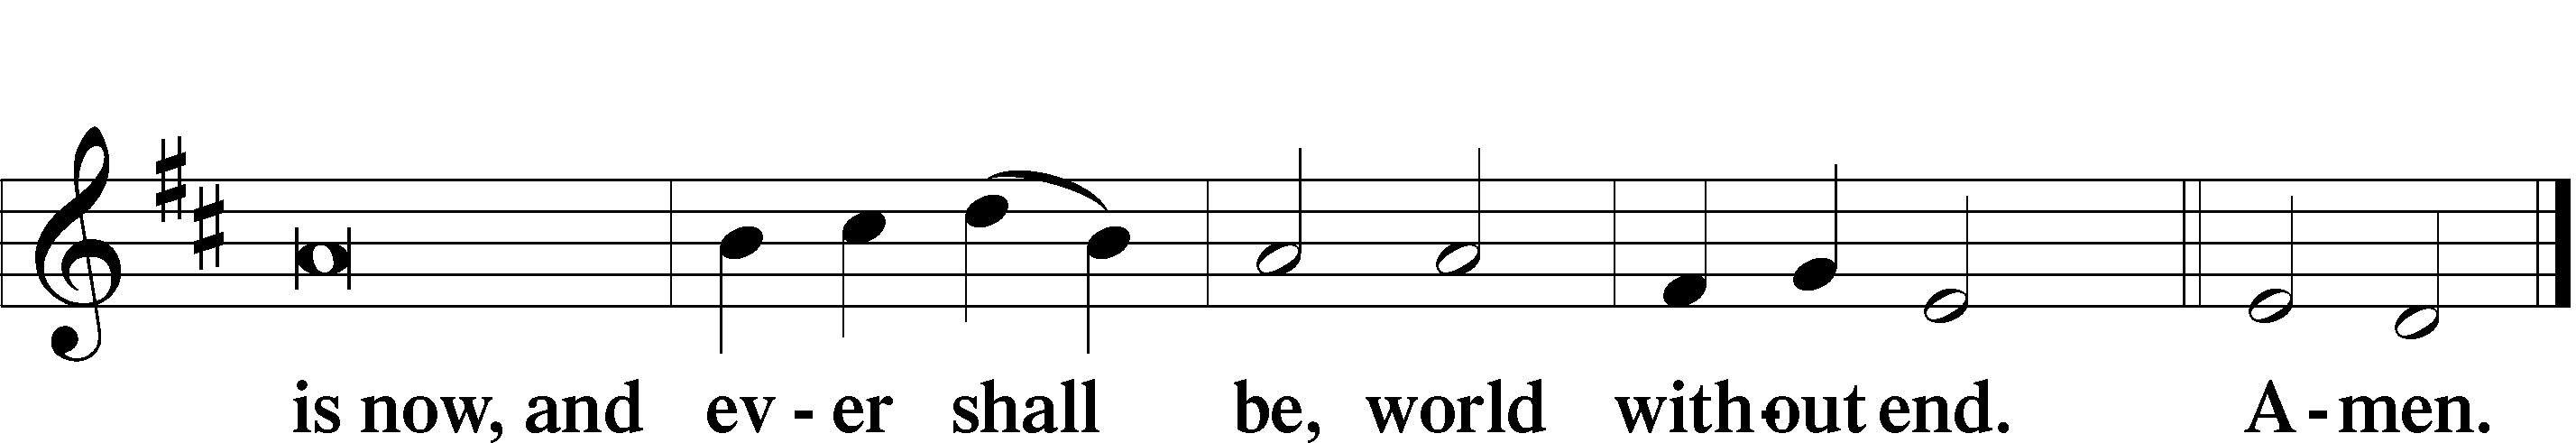 is now, and ev - er shall be, world with-out end. A - men.